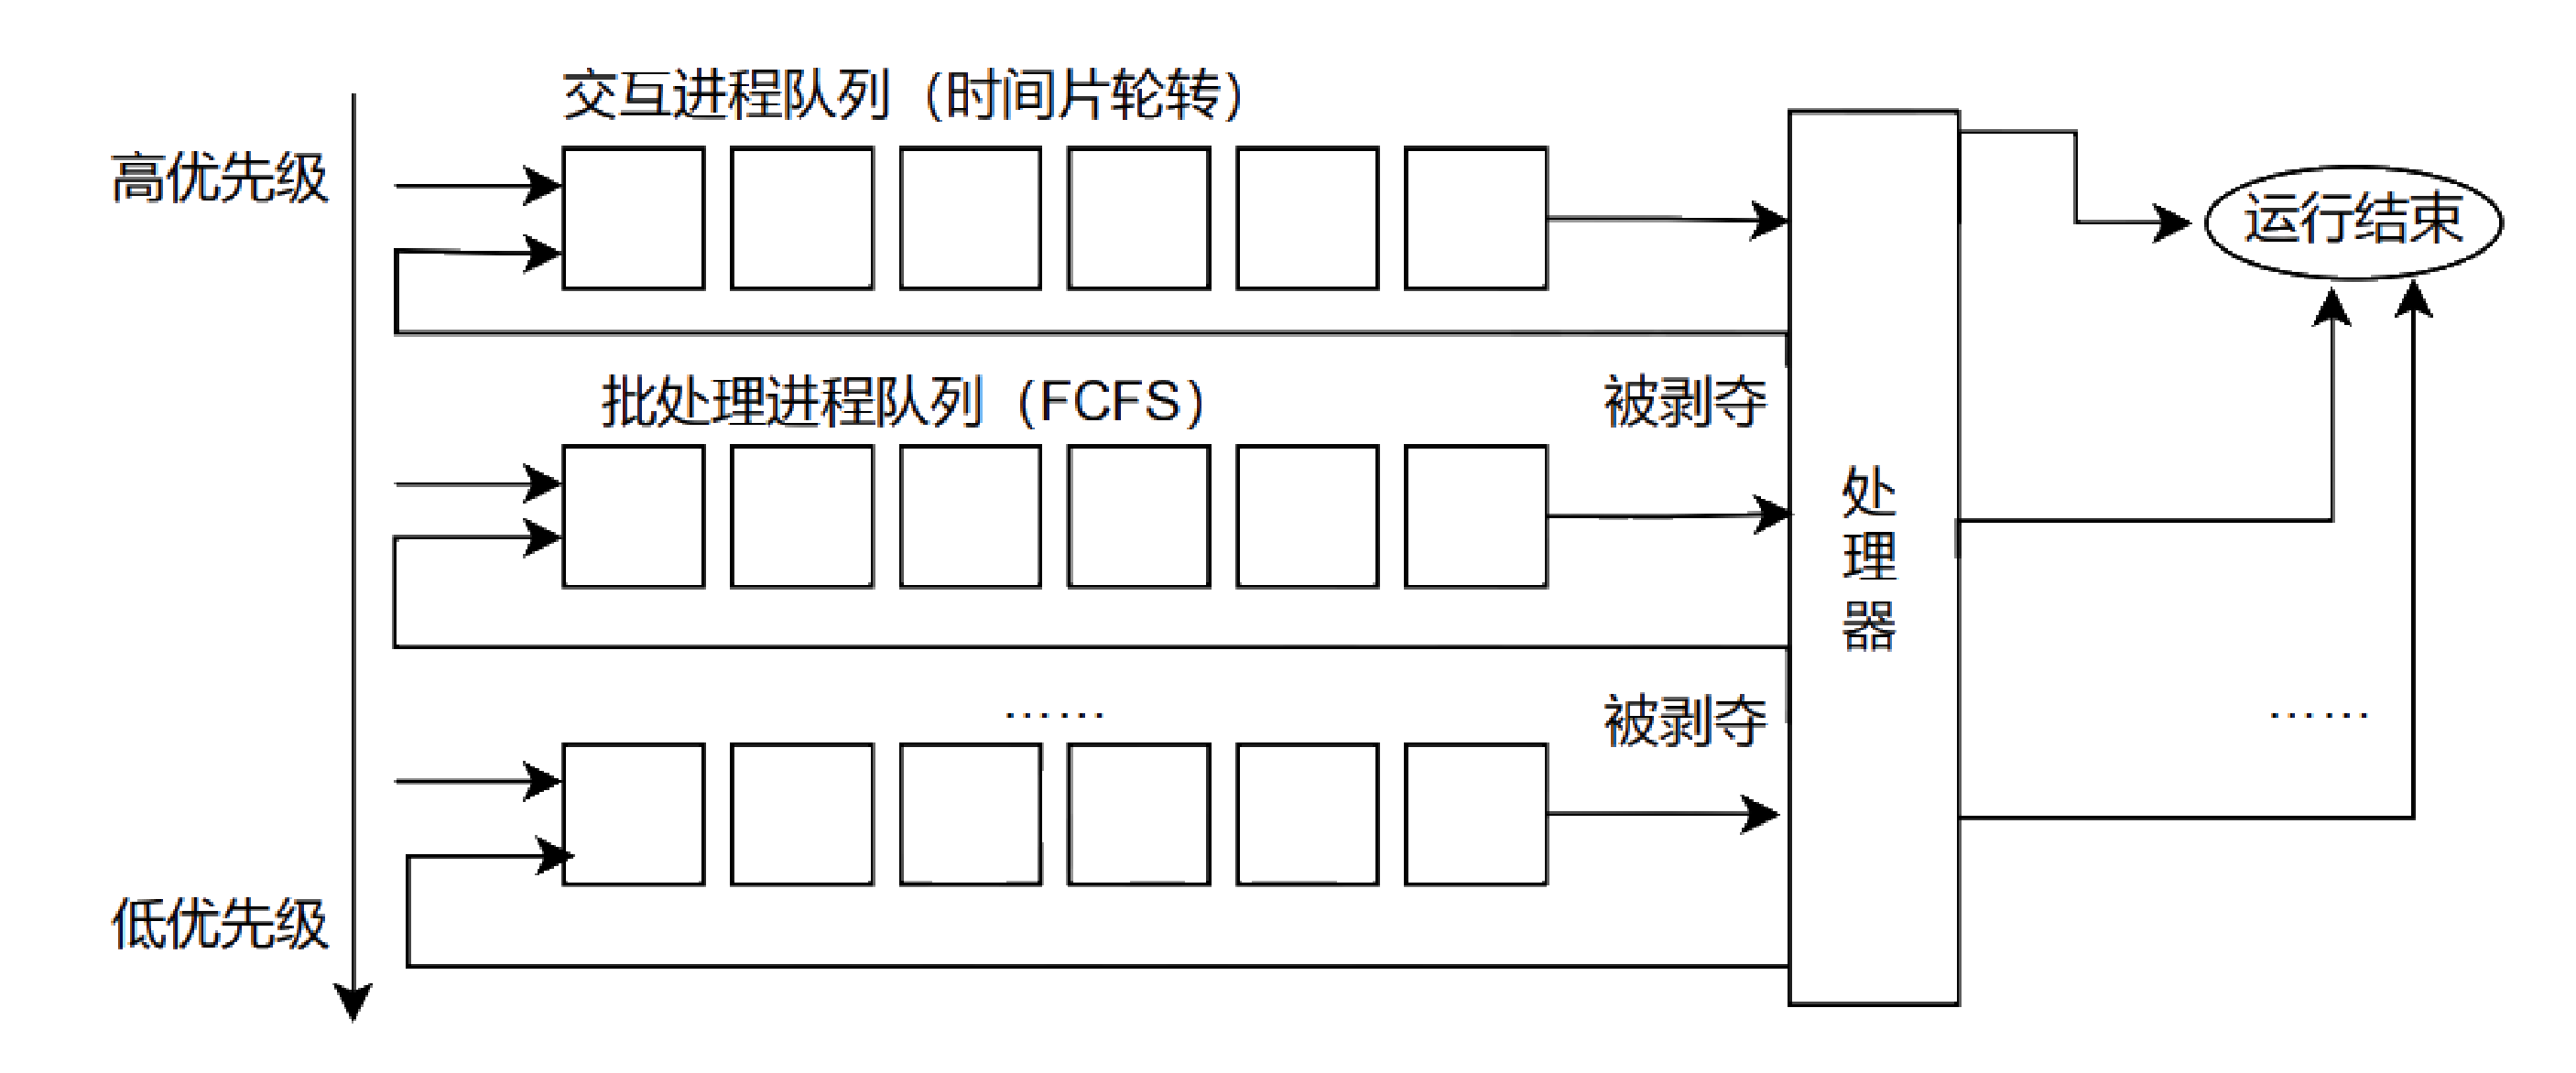 交互进程队列（时间片轮转）
高优先级
运行结束
批处理进程队列（FCFS）
被剥夺
处
理
器
……
被剥夺
……
低优先级